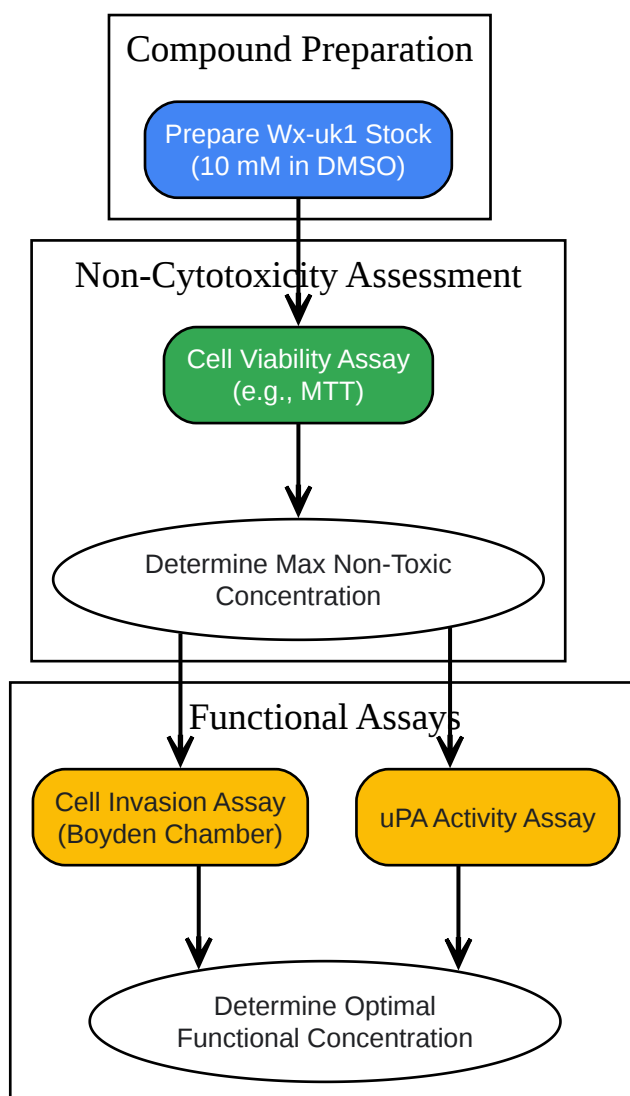 Compound Preparation
Prepare Wx-uk1 Stock
(10 mM in DMSO)
Non-Cytotoxicity Assessment
Cell Viability Assay
(e.g., MTT)
Determine Max Non-Toxic
Concentration
Functional Assays
Cell Invasion Assay
(Boyden Chamber)
uPA Activity Assay
Determine Optimal
Functional Concentration